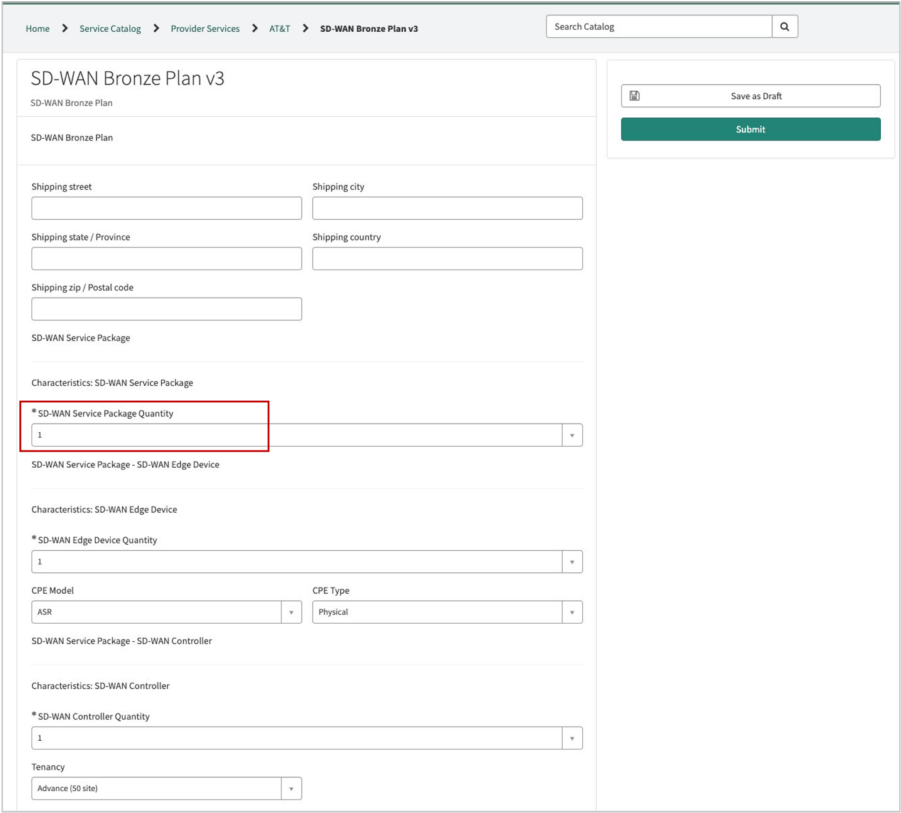 Home > Service Catalog > Provider Services > AT&T > SD-WAN Bronze Plan v3
Search Catalog
SD-WAN Bronze Plan v3
SD-WAN Bronze Plan
SD-WAN Bronze Plan
Save as Draft
Submit
Shipping street
Shipping city
Shipping state / Province
Shipping country
Shipping zip / Postal code
SD-WAN Service Package
Characteristics: SD-WAN Service Package
* SD-WAN Service Package Quantity
1
SD-WAN Service Package - SD-WAN Edge Device
Characteristics: SD-WAN Edge Device
* SD-WAN Edge Device Quantity
1
CPE Model
CPE Type
ASR
Physical
SD-WAN Service Package - SD-WAN Controller
Characteristics: SD-WAN Controller
* SD-WAN Controller Quantity
1
Tenancy
Advance (50 site)